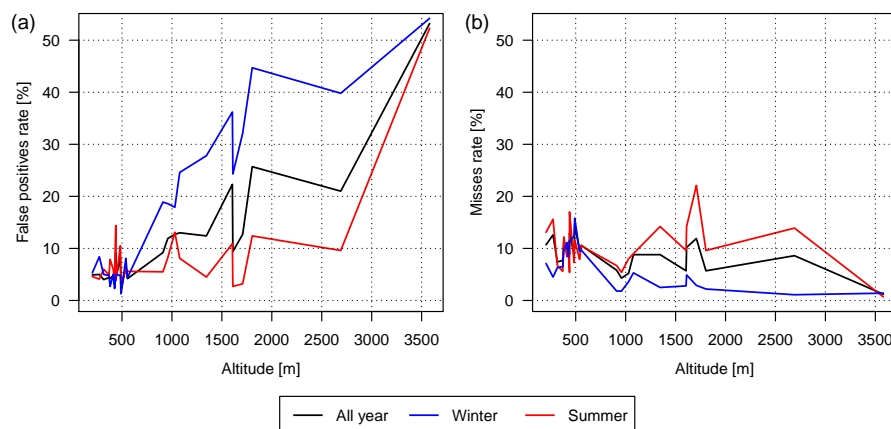 (a)
False positives rate [%]
50
40
30
20
10
0
500 1000 1500 2000 2500 3000 3500
Altitude [m]
(b)
Misses rate [%]
50
40
30
20
10
0
500 1000 1500 2000 2500 3000 3500
Altitude [m]
All year Winter Summer